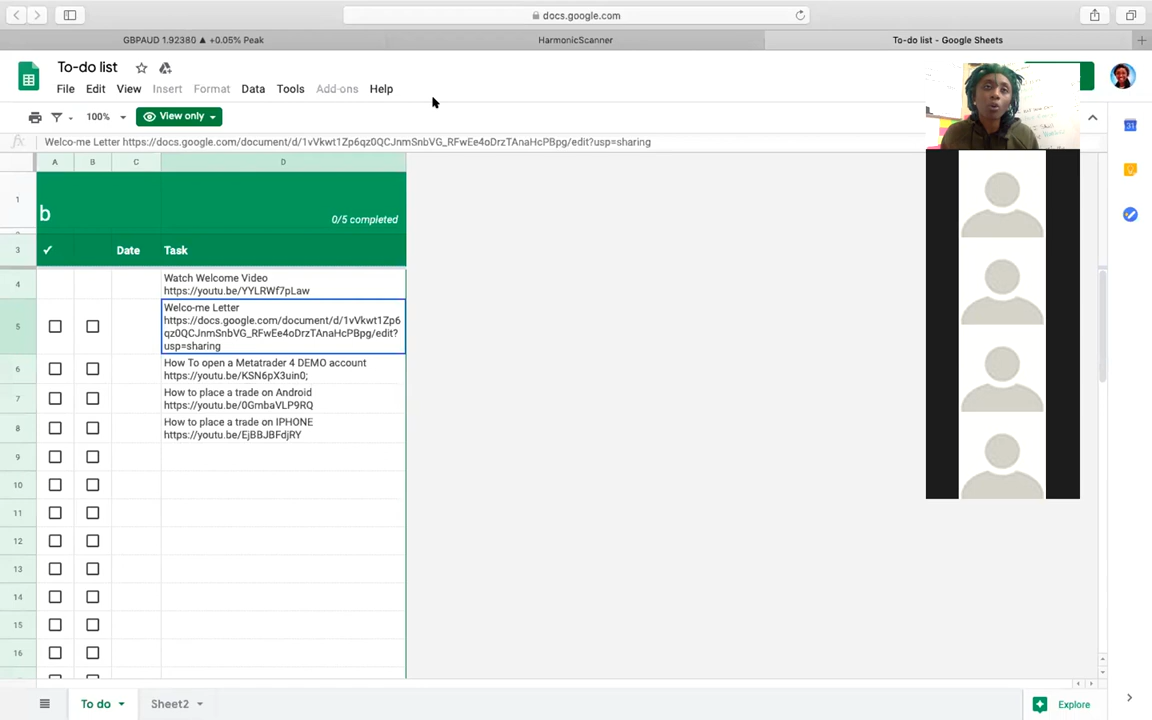 docs.google.com
GBPAUD 1.92380 ▲ +0.05% Peak
HarmonicScanner
To-do list - Google Sheets
To-do list
File Edit View Insert Format Data Tools Add-ons Help
100%
View only
fx Welco-me Letter https://docs.google.com/document/d/1vVkwt1Zp6qz0QCJnmSnbVG_RFwEe4oDrzTAnaHcPBpg/edit?usp=sharing
A B C D
1
b
0/5 completed
3 ✓ Date Task
4
Watch Welcome Video
https://youtu.be/YYLRWf7pLaw
5
Welco-me Letter
https://docs.google.com/document/d/1vVkwt1Zp6
qz0QCJnmSnbVG_RFwEe4oDrzTAnaHcPBpg/edit?
usp=sharing
6
How To open a Metatrader 4 DEMO account
https://youtu.be/KSN6pX3uin0;
7
How to place a trade on Android
https://youtu.be/0GmbaVLP9RQ
8
How to place a trade on IPHONE
https://youtu.be/EjBBJBFdjRY
9
10
11
12
13
14
15
16
To do
Sheet2
Explore
31